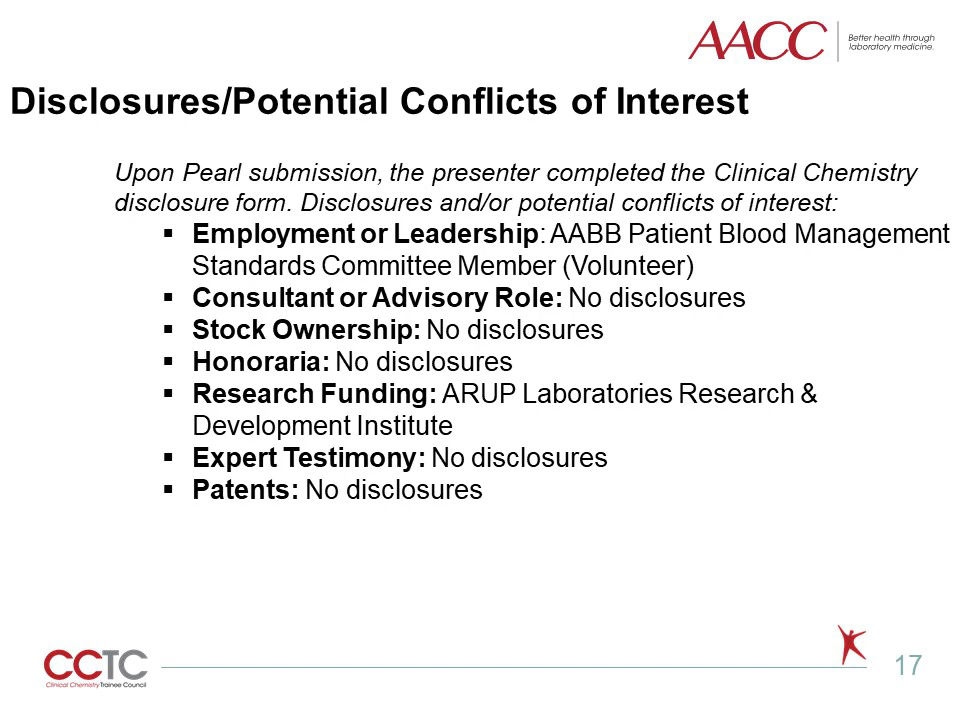 AACC
Better health through
laboratory medicine.
Disclosures/Potential Conflicts of Interest
Upon Pearl submission, the presenter completed the Clinical Chemistry
disclosure form. Disclosures and/or potential conflicts of interest:
▪ Employment or Leadership: AABB Patient Blood Management
Standards Committee Member (Volunteer)
▪ Consultant or Advisory Role: No disclosures
▪ Stock Ownership: No disclosures
▪ Honoraria: No disclosures
▪ Research Funding: ARUP Laboratories Research &
Development Institute
▪ Expert Testimony: No disclosures
▪ Patents: No disclosures
CCTC
Clinical Chemistry Trainee Council
17